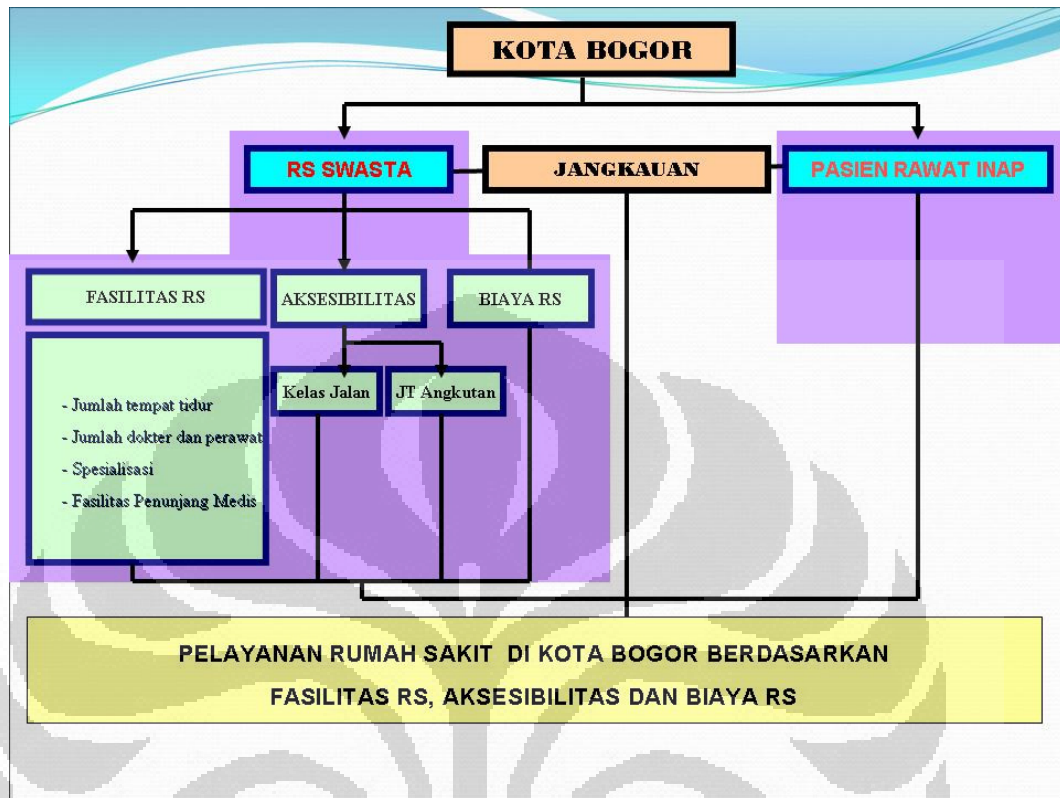 KOTA BOGOR
RS SWASTA
JANGKAUAN
PASIEN RAWAT INAP
FASILITAS RS
AKSESIBILITAS
BIAYA RS
Kelas Jalan
JT Angkutan
- Jumlah tempat tidur
- Jumlah dokter dan perawat
- Spesialisasi
- Fasilitas Penunjang Medis
PELAYANAN RUMAH SAKIT DI KOTA BOGOR BERDASARKAN
FASILITAS RS, AKSESIBILITAS DAN BIAYA RS